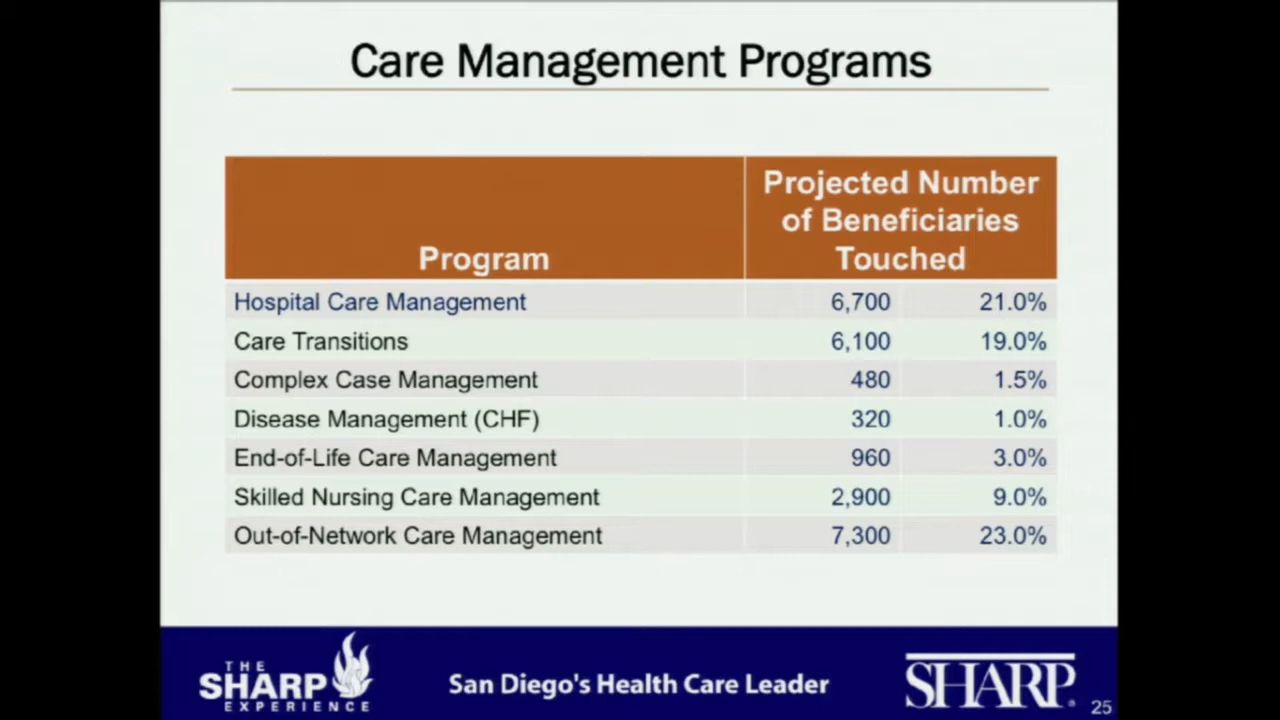 Care Management Programs
Program
Projected Number
of Beneficiaries
Touched
Hospital Care Management 6,700 21.0%
Care Transitions 6,100 19.0%
Complex Case Management 480 1.5%
Disease Management (CHF) 320 1.0%
End-of-Life Care Management 960 3.0%
Skilled Nursing Care Management 2,900 9.0%
Out-of-Network Care Management 7,300 23.0%
THE
SHARP
EXPERIENCE
San Diego's Health Care Leader
SHARP®
25